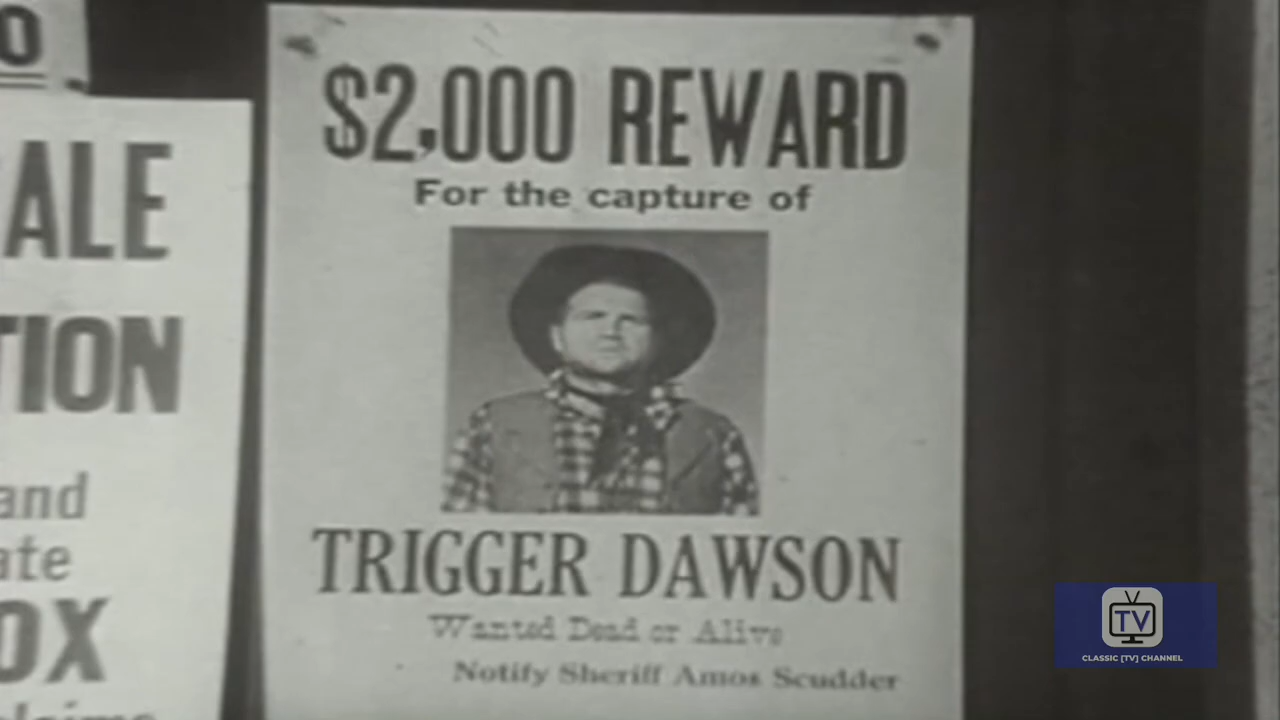 O
ALE
TION
and
ate
OX
$2,000 REWARD
For the capture of
TRIGGER DAWSON
Wanted Dead or Alive
Notify Sheriff Amos Scudder
TV
CLASSIC [TV] CHANNEL